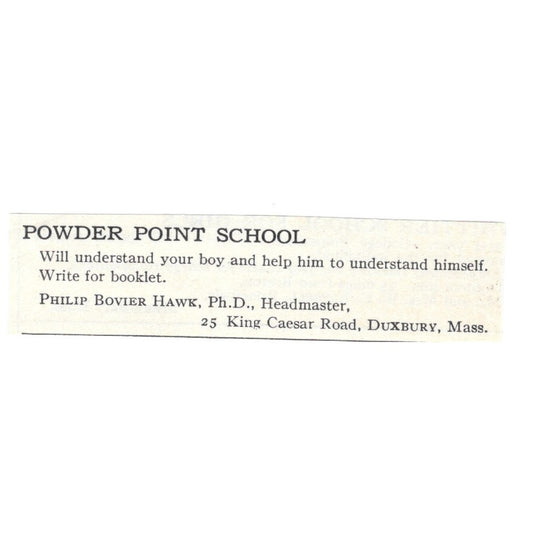 POWDER POINT SCHOOL
Will understand your boy and help him to understand himself.
Write for booklet.
PHILIP BOVIER HAWK, Ph.D., Headmaster,
25 King Caesar Road, DUXBURY, Mass.